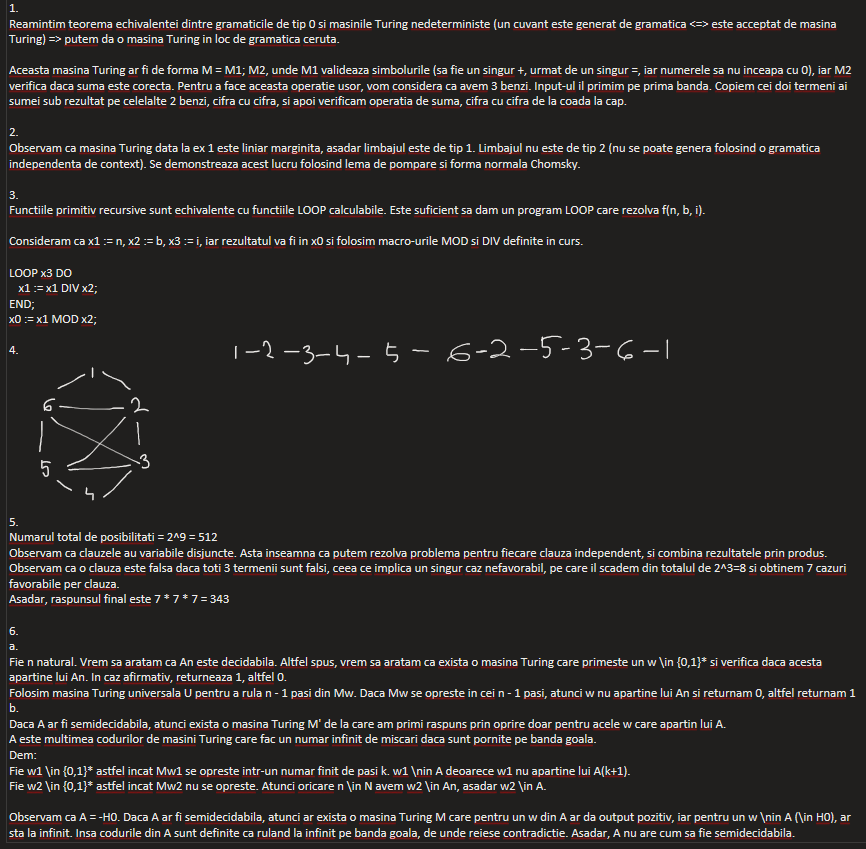 1.
Reamintim teorema echivalentei dintre gramaticile de tip 0 si masinile Turing nedeterministe (un cuvant este generat de gramatica <=> este acceptat de masina
Turing) => putem da o masina Turing in loc de gramatica ceruta.
Aceasta masina Turing ar fi de forma M = M1; M2, unde M1 valideaza simbolurile (sa fie un singur +, urmat de un singur =, iar numerele sa nu inceapa cu 0), iar M2
verifica daca suma este corecta. Pentru a face aceasta operatie usor, vom considera ca avem 3 benzi. Input-ul il primim pe prima banda. Copiem cei doi termeni ai
sumei sub rezultat pe celelalte 2 benzi, cifra cu cifra, si apoi verificam operatia de suma, cifra cu cifra de la coada la cap.
2.
Observam ca masina Turing data la ex 1 este liniar marginita, asadar limbajul este de tip 1. Limbajul nu este de tip 2 (nu se poate genera folosind o gramatica
independenta de context). Se demonstreaza acest lucru folosind lema de pompare si forma normala Chomsky.
3.
Functiile primitiv recursive sunt echivalente cu functiile LOOP calculabile. Este suficient sa dam un program LOOP care rezolva f(n, b, i).
Consideram ca x1 := n, x2 := b, x3 := i, iar rezultatul va fi in x0 si folosim macro-urile MOD si DIV definite in curs.
LOOP x3 DO
x1 := x1 DIV x2;
END;
x0 := x1 MOD x2;
4.
1-2-3-4-5-6-2-5-3-6-1
1
6 2
5 3
4
5.
Numarul total de posibilitati = 2^9 = 512
Observam ca clauzele au variabile disjuncte. Asta inseamna ca putem rezolva problema pentru fiecare clauza independent, si combina rezultatele prin produs.
Observam ca o clauza este falsa daca toti 3 termenii sunt falsi, ceea ce implica un singur caz nefavorabil, pe care il scadem din totalul de 2^3=8 si obtinem 7 cazuri
favorabile per clauza.
Asadar, raspunsul final este 7 * 7 * 7 = 343
6.
a.
Fie n natural. Vrem sa aratam ca An este decidabila. Altfel spus, vrem sa aratam ca exista o masina Turing care primeste un w \in {0,1}* si verifica daca acesta
apartine lui An. In caz afirmativ, returneaza 1, altfel 0.
Folosim masina Turing universala U pentru a rula n - 1 pasi din Mw. Daca Mw se opreste in cei n - 1 pasi, atunci w nu apartine lui An si returnam 0, altfel returnam 1
b.
Daca A ar fi semidecidabila, atunci exista o masina Turing M' de la care am primi raspuns prin oprire doar pentru acele w care apartin lui A.
A este multimea codurilor de masini Turing care fac un numar infinit de miscari daca sunt pornite pe banda goala.
Dem:
Fie w1 \in {0,1}* astfel incat Mw1 se opreste intr-un numar finit de pasi k. w1 \nin A deoarece w1 nu apartine lui A(k+1).
Fie w2 \in {0,1}* astfel incat Mw2 nu se opreste. Atunci oricare n \in N avem w2 \in An, asadar w2 \in A.
Observam ca A = -H0. Daca A ar fi semidecidabila, atunci ar exista o masina Turing M care pentru un w din A ar da output pozitiv, iar pentru un w \nin A (\in H0), ar
sta la infinit. Insa codurile din A sunt definite ca ruland la infinit pe banda goala, de unde reiese contradictie. Asadar, A nu are cum sa fie semidecidabila.